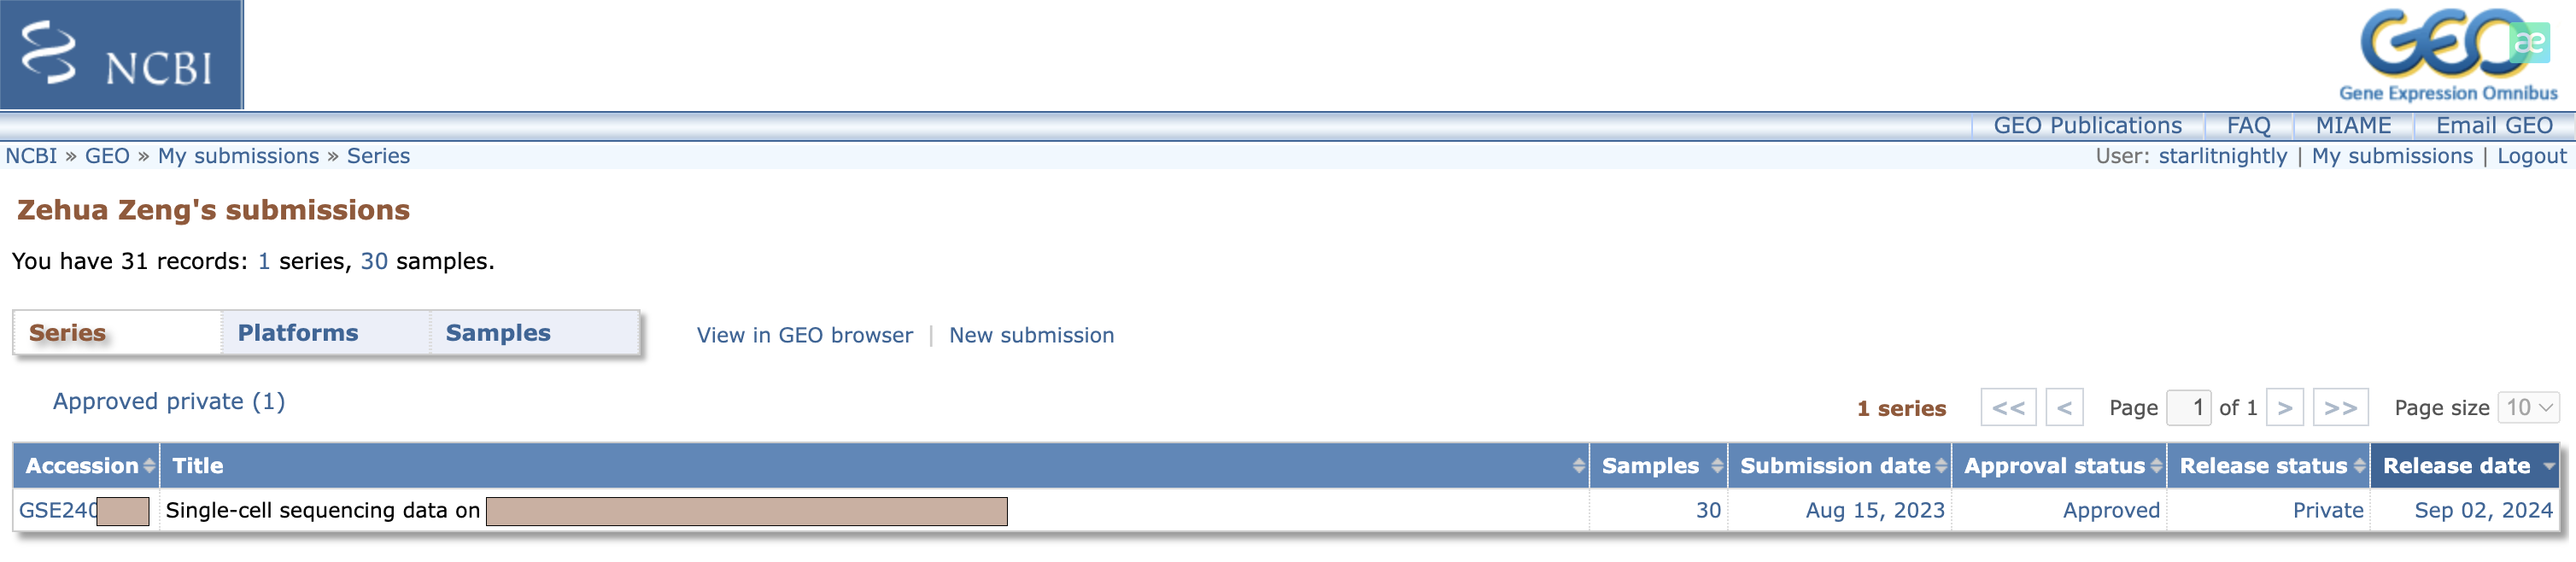 NCBI
GEO
æ
Gene Expression Omnibus
GEO Publications FAQ MIAME Email GEO
NCBI » GEO » My submissions » Series
User: starlitnightly | My submissions | Logout
Zehua Zeng's submissions
You have 31 records: 1 series, 30 samples.
Series Platforms Samples
View in GEO browser | New submission
Approved private (1)
1 series << < Page 1 of 1 > >> Page size 10
Accession Title Samples Submission date Approval status Release status Release date
GSE240 Single-cell sequencing data on 30 Aug 15, 2023 Approved Private Sep 02, 2024